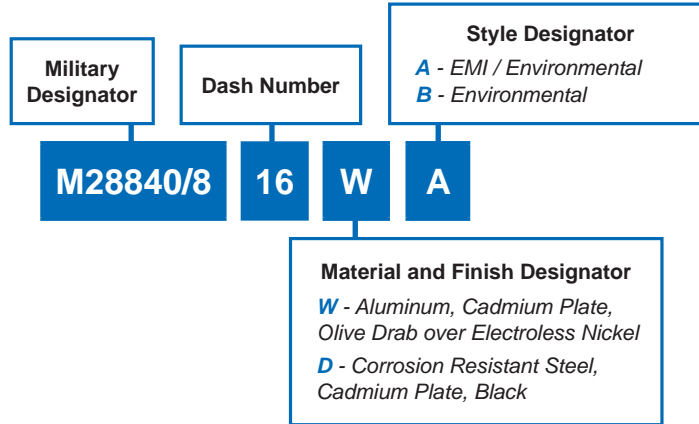 Style Designator
A - EMI / Environmental
B - Environmental
Military
Designator
Dash Number
M28840/8
16
W
A
Material and Finish Designator
W - Aluminum, Cadmium Plate,
Olive Drab over Electroless Nickel
D - Corrosion Resistant Steel,
Cadmium Plate, Black